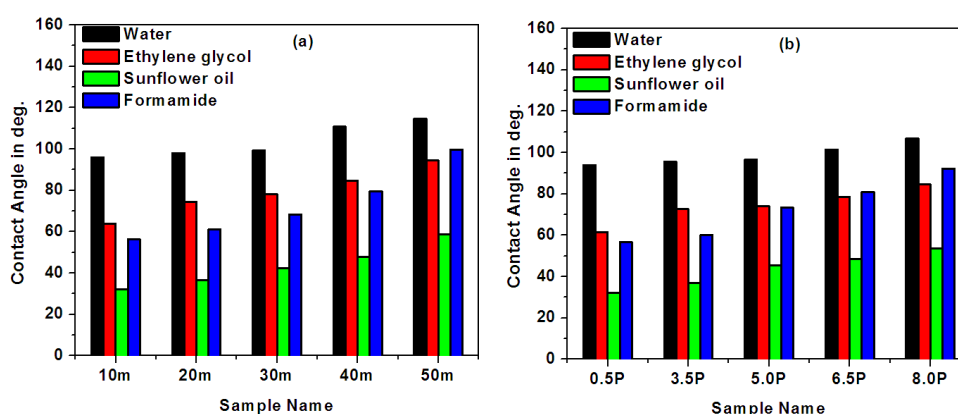 (a)
Water
Ethylene glycol
Sunflower oil
Formamide
Contact Angle in deg.
160
140
120
100
80
60
40
20
0
10m 20m 30m 40m 50m
Sample Name
(b)
Water
Ethylene glycol
Sunflower oil
Formamide
Contact Angle in deg.
160
140
120
100
80
60
40
20
0
0.5P 3.5P 5.0P 6.5P 8.0P
Sample Name